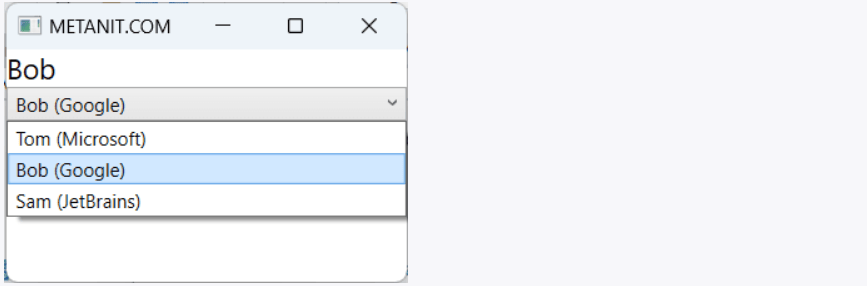 METANIT.COM
Bob
Bob (Google)
Tom (Microsoft)
Bob (Google)
Sam (JetBrains)